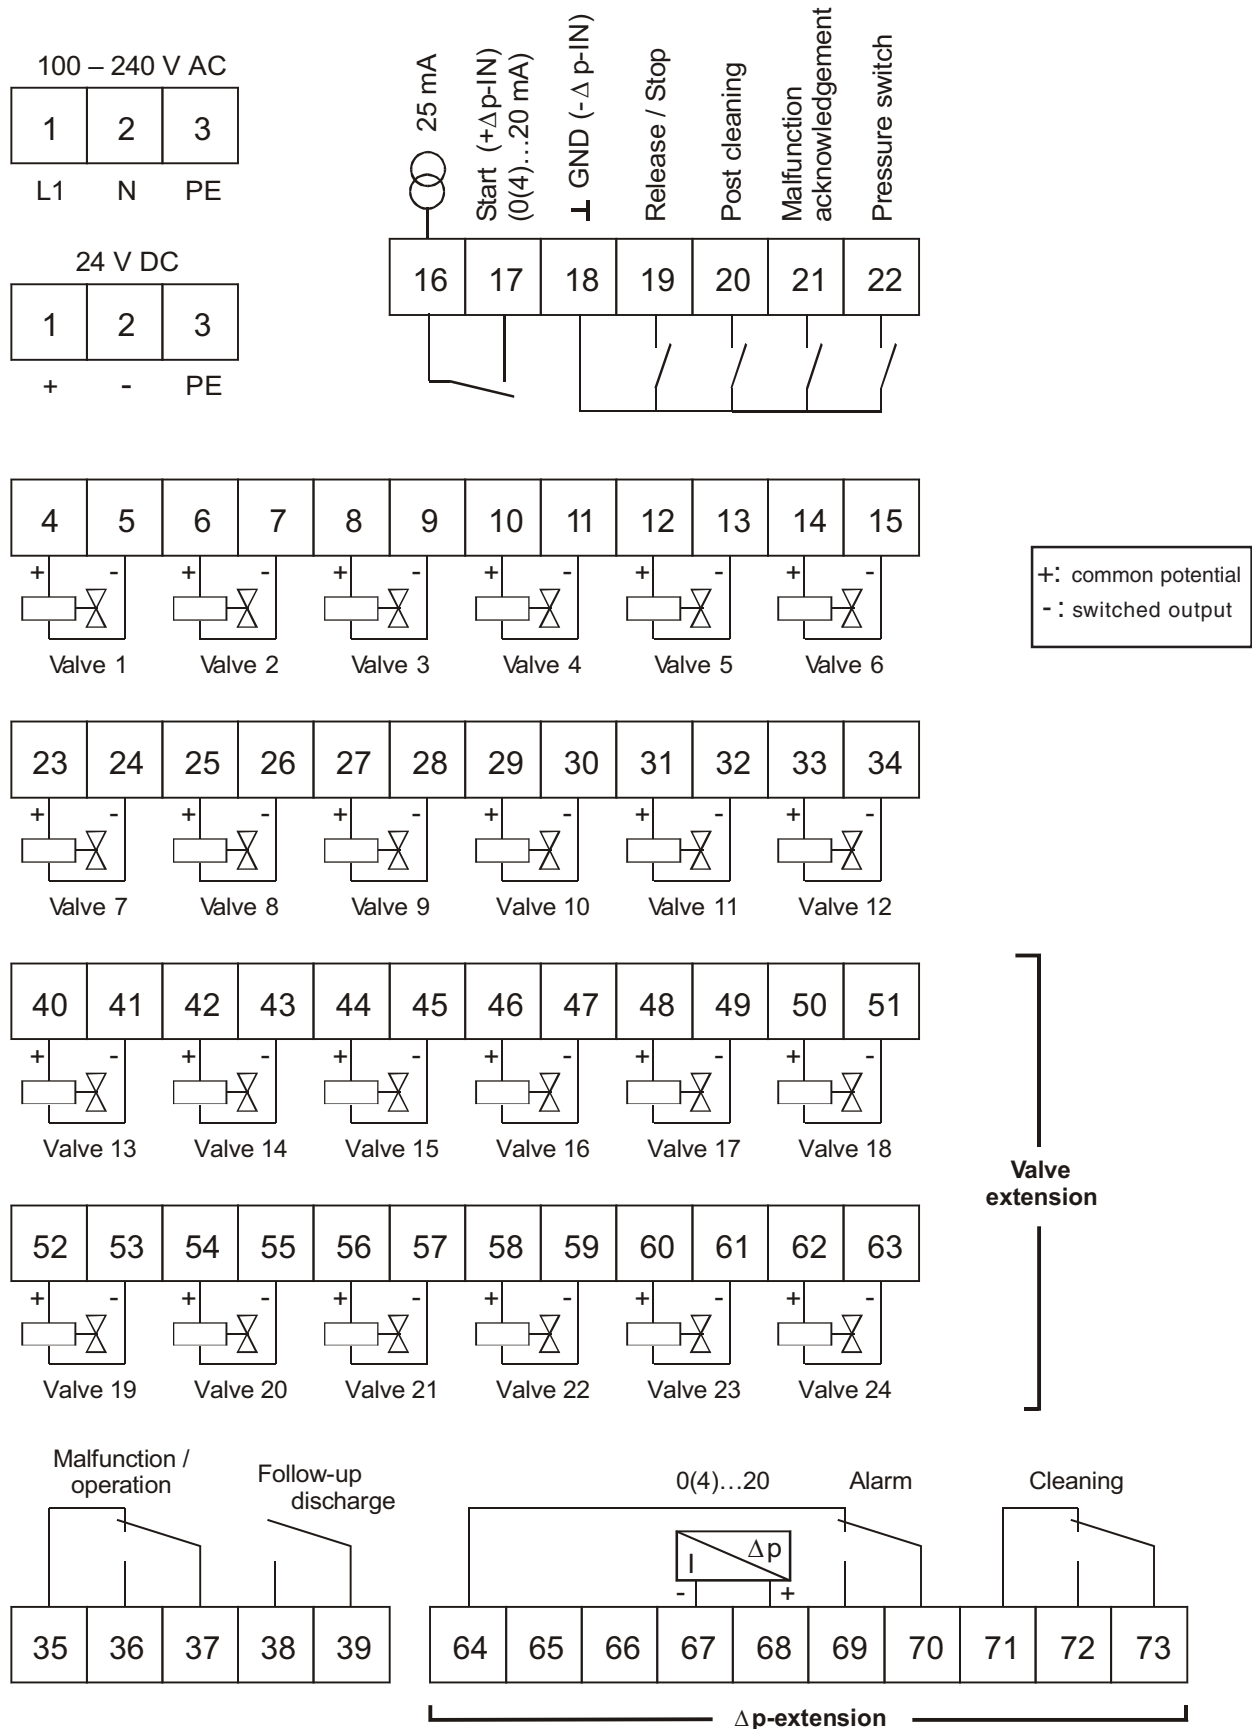 100 – 240 V AC
1 2 3
L1 N PE
24 V DC
1 2 3
+ - PE
25 mA
Start (+Δp-IN)
(0(4)…20 mA)
⊥ GND (-Δ p-IN)
Release / Stop
Post cleaning
Malfunction
acknowledgement
Pressure switch
16 17 18 19 20 21 22
4 5 6 7 8 9 10 11 12 13 14 15
+ - + - + - + - + - + -
Valve 1 Valve 2 Valve 3 Valve 4 Valve 5 Valve 6
+: common potential
- : switched output
23 24 25 26 27 28 29 30 31 32 33 34
+ - + - + - + - + - + -
Valve 7 Valve 8 Valve 9 Valve 10 Valve 11 Valve 12
40 41 42 43 44 45 46 47 48 49 50 51
+ - + - + - + - + - + -
Valve 13 Valve 14 Valve 15 Valve 16 Valve 17 Valve 18
Valve
extension
52 53 54 55 56 57 58 59 60 61 62 63
+ - + - + - + - + - + -
Valve 19 Valve 20 Valve 21 Valve 22 Valve 23 Valve 24
Malfunction /
operation
Follow-up
discharge
35 36 37 38 39
0(4)…20 Alarm Cleaning
I Δp
- +
64 65 66 67 68 69 70 71 72 73
Δp-extension